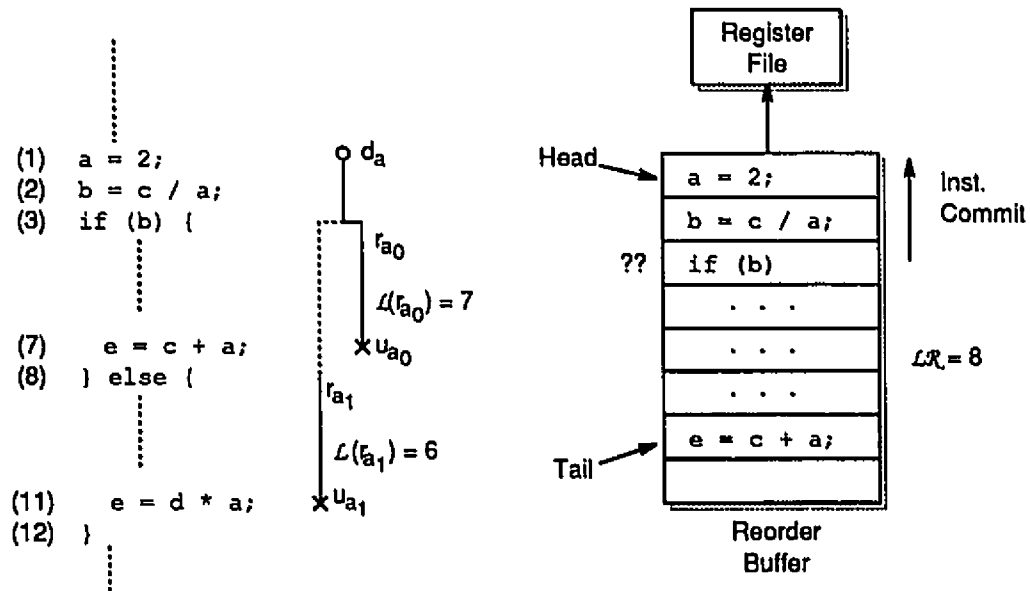 (1) a = 2;
(2) b = c / a;
(3) if (b) {
(7) e = c + a;
(8) } else {
(11) e = d * a;
(12) }
d_a
r_a0
ℒ(r_a0) = 7
u_a0
r_a1
ℒ(r_a1) = 6
u_a1
Register
File
Head
a = 2;
b = c / a;
?? if (b)
. . .
. . .
. . .
Tail
e = c + a;
Inst.
Commit
ℒℛ = 8
Reorder
Buffer